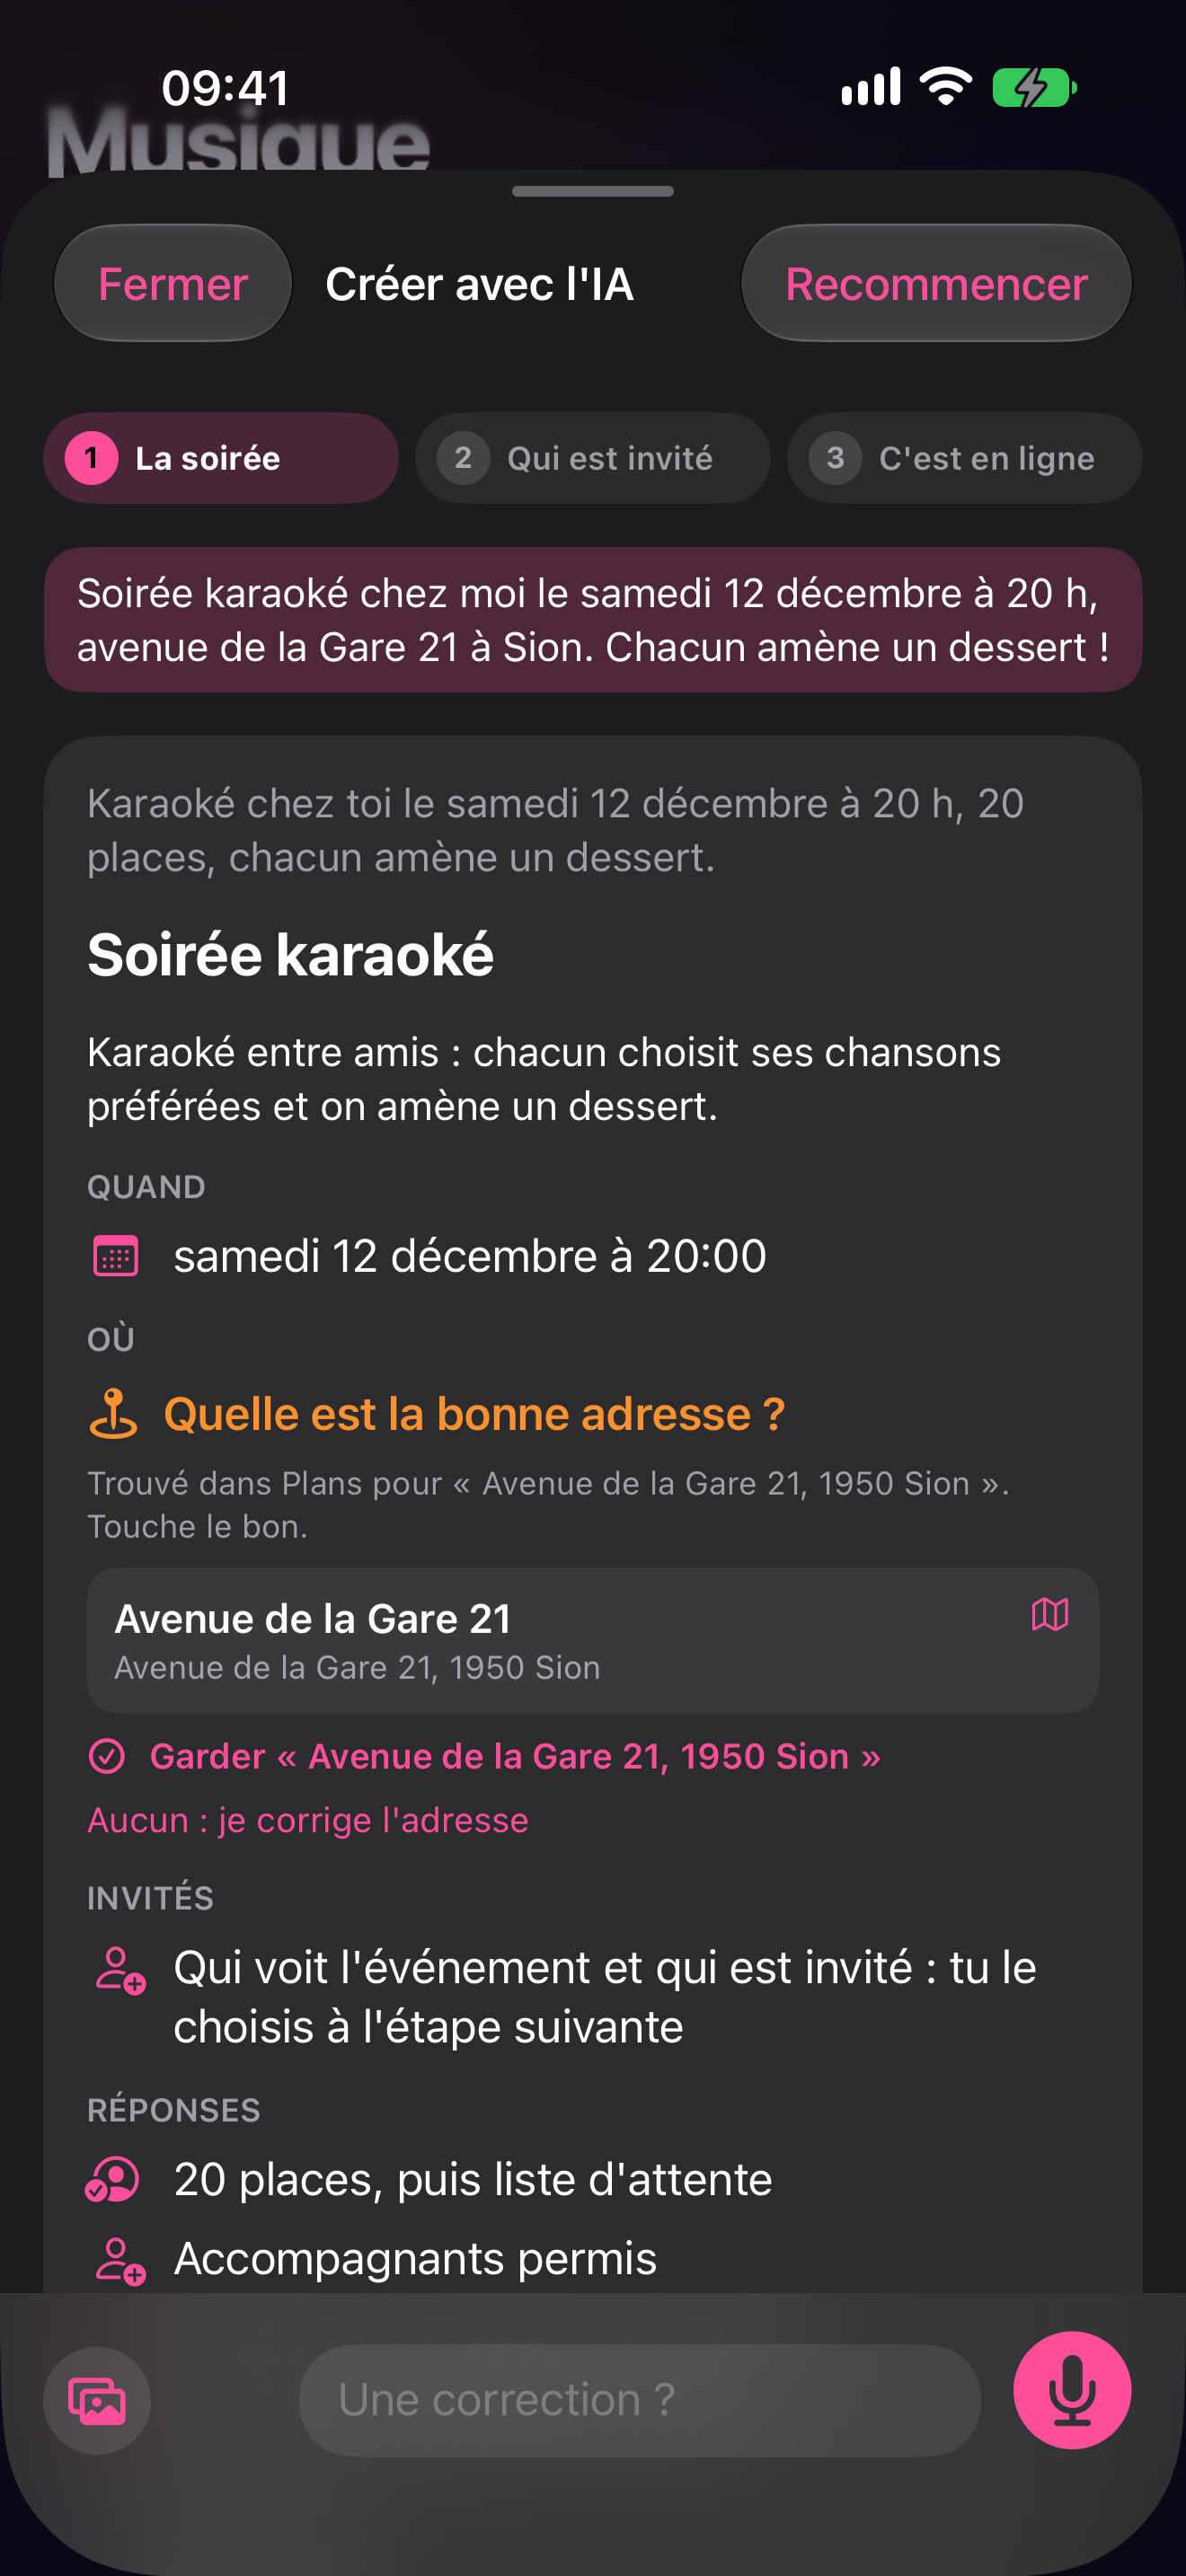 09:41
Musique
Fermer
Créer avec l'IA
Recommencer
1 La soirée
2 Qui est invité
3 C'est en ligne
Soirée karaoké chez moi le samedi 12 décembre à 20 h,
avenue de la Gare 21 à Sion. Chacun amène un dessert !
Karaoké chez toi le samedi 12 décembre à 20 h, 20
places, chacun amène un dessert.
Soirée karaoké
Karaoké entre amis : chacun choisit ses chansons
préférées et on amène un dessert.
QUAND
samedi 12 décembre à 20:00
OÙ
Quelle est la bonne adresse ?
Trouvé dans Plans pour « Avenue de la Gare 21, 1950 Sion ».
Touche le bon.
Avenue de la Gare 21
Avenue de la Gare 21, 1950 Sion
Garder « Avenue de la Gare 21, 1950 Sion »
Aucun : je corrige l'adresse
INVITÉS
Qui voit l'événement et qui est invité : tu le
choisis à l'étape suivante
RÉPONSES
20 places, puis liste d'attente
Accompagnants permis
Une correction ?